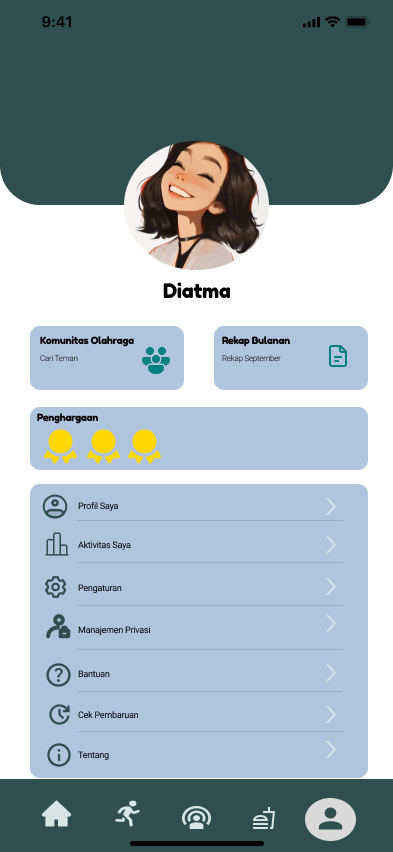 9:41
Diatma
Komunitas Olahraga
Cari Teman
Rekap Bulanan
Rekap September
Penghargaan
Profil Saya
Aktivitas Saya
Pengaturan
Manajemen Privasi
Bantuan
Cek Pembaruan
Tentang